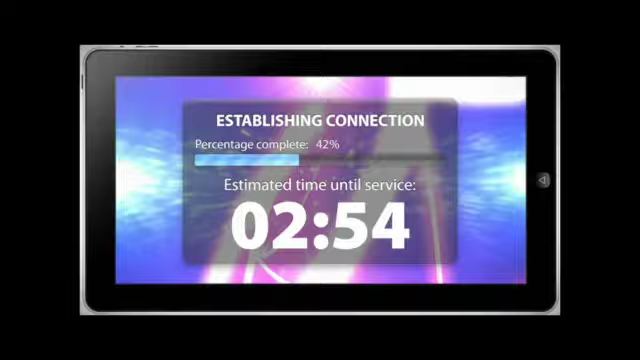 ESTABLISHING CONNECTION
Percentage complete: 42%
Estimated time until service:
02:54